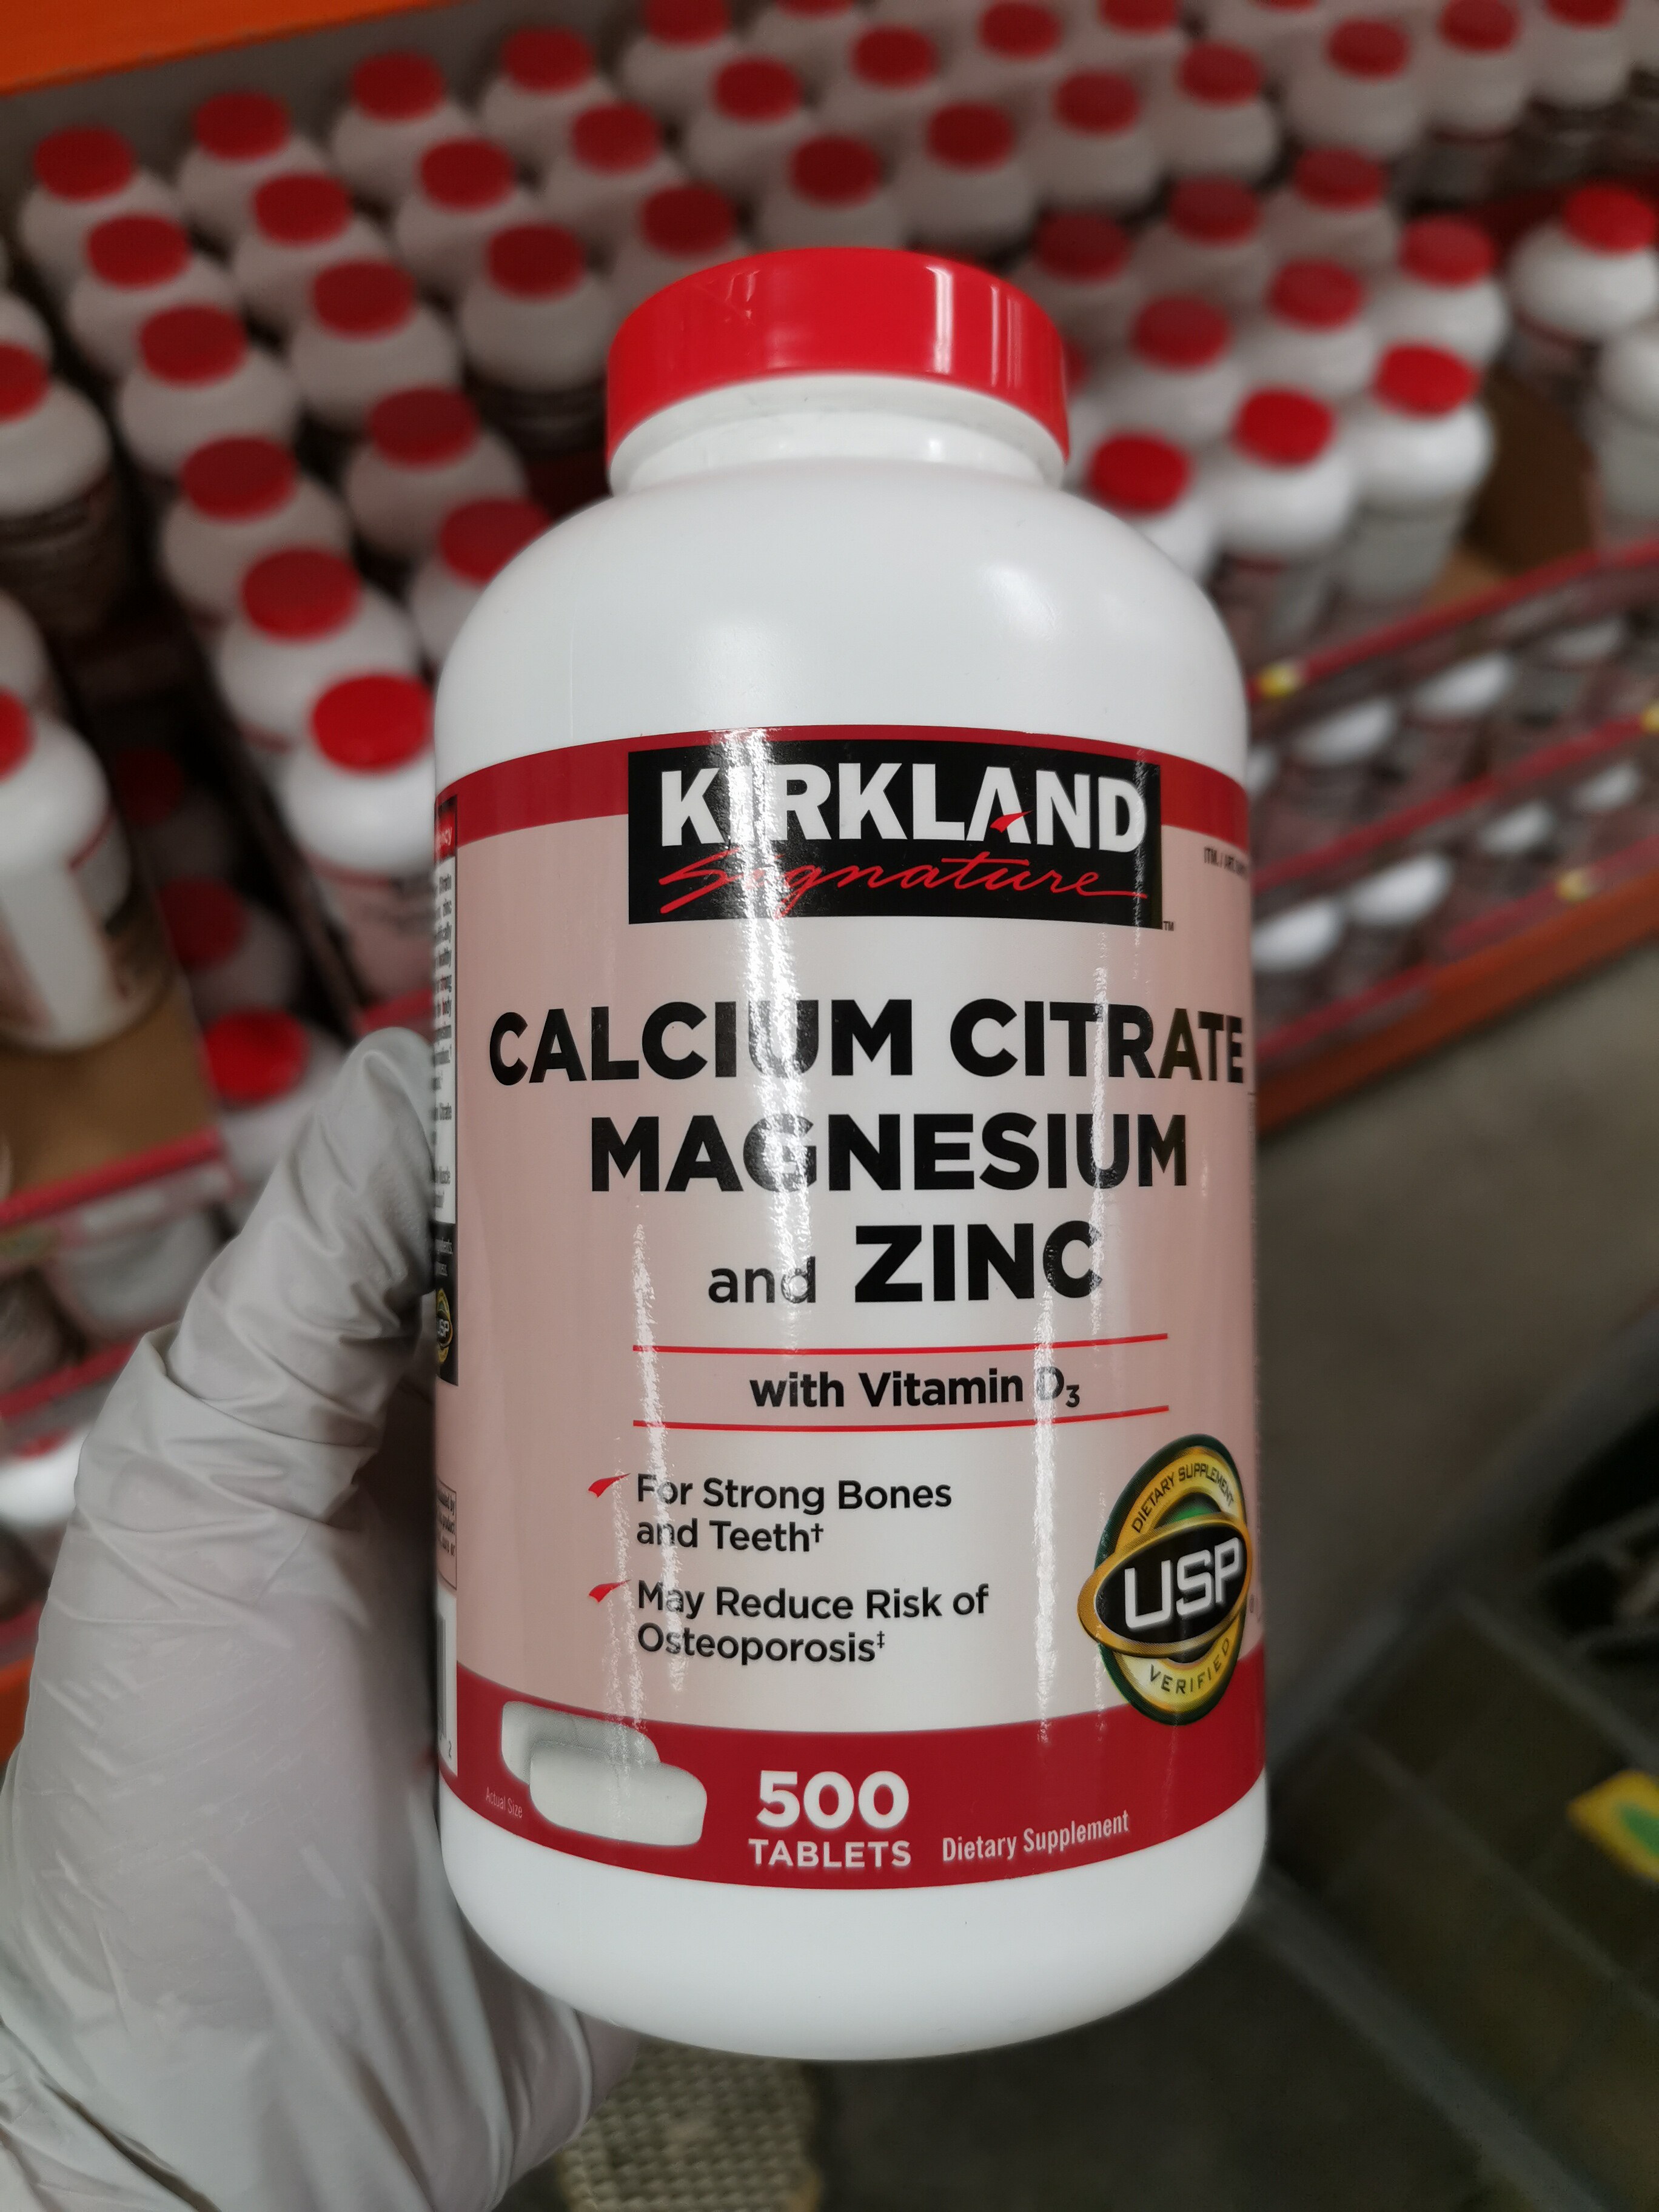 KIRKLAND
Signature™
CALCIUM CITRATE
MAGNESIUM
and ZINC
with Vitamin D₃
For Strong Bones
and Teeth†
May Reduce Risk of
Osteoporosis‡
DIETARY SUPPLEMENT
USP
VERIFIED
Actual Size
500
TABLETS
Dietary Supplement